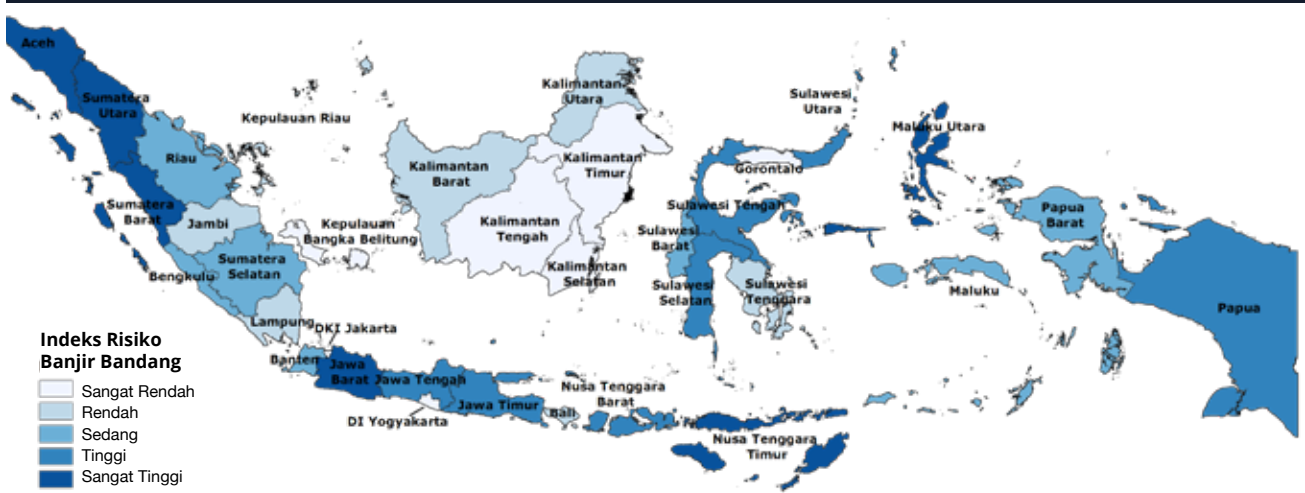 Aceh
Sumatera
Utara
Riau
Kepulauan Riau
Sumatera
Barat
Jambi
Kepulauan
Bangka Belitung
Bengkulu
Sumatera
Selatan
Lampung
DKI Jakarta
Banten
Jawa
Barat
Jawa Tengah
DI Yogyakarta
Jawa Timur
Bali
Nusa Tenggara
Barat
Nusa Tenggara
Timur
Kalimantan
Utara
Kalimantan
Barat
Kalimantan
Timur
Kalimantan
Tengah
Kalimantan
Selatan
Sulawesi
Utara
Gorontalo
Sulawesi Tengah
Sulawesi
Barat
Sulawesi
Selatan
Sulawesi
Tenggara
Maluku Utara
Maluku
Papua
Barat
Papua
Indeks Risiko
Banjir Bandang
Sangat Rendah
Rendah
Sedang
Tinggi
Sangat Tinggi